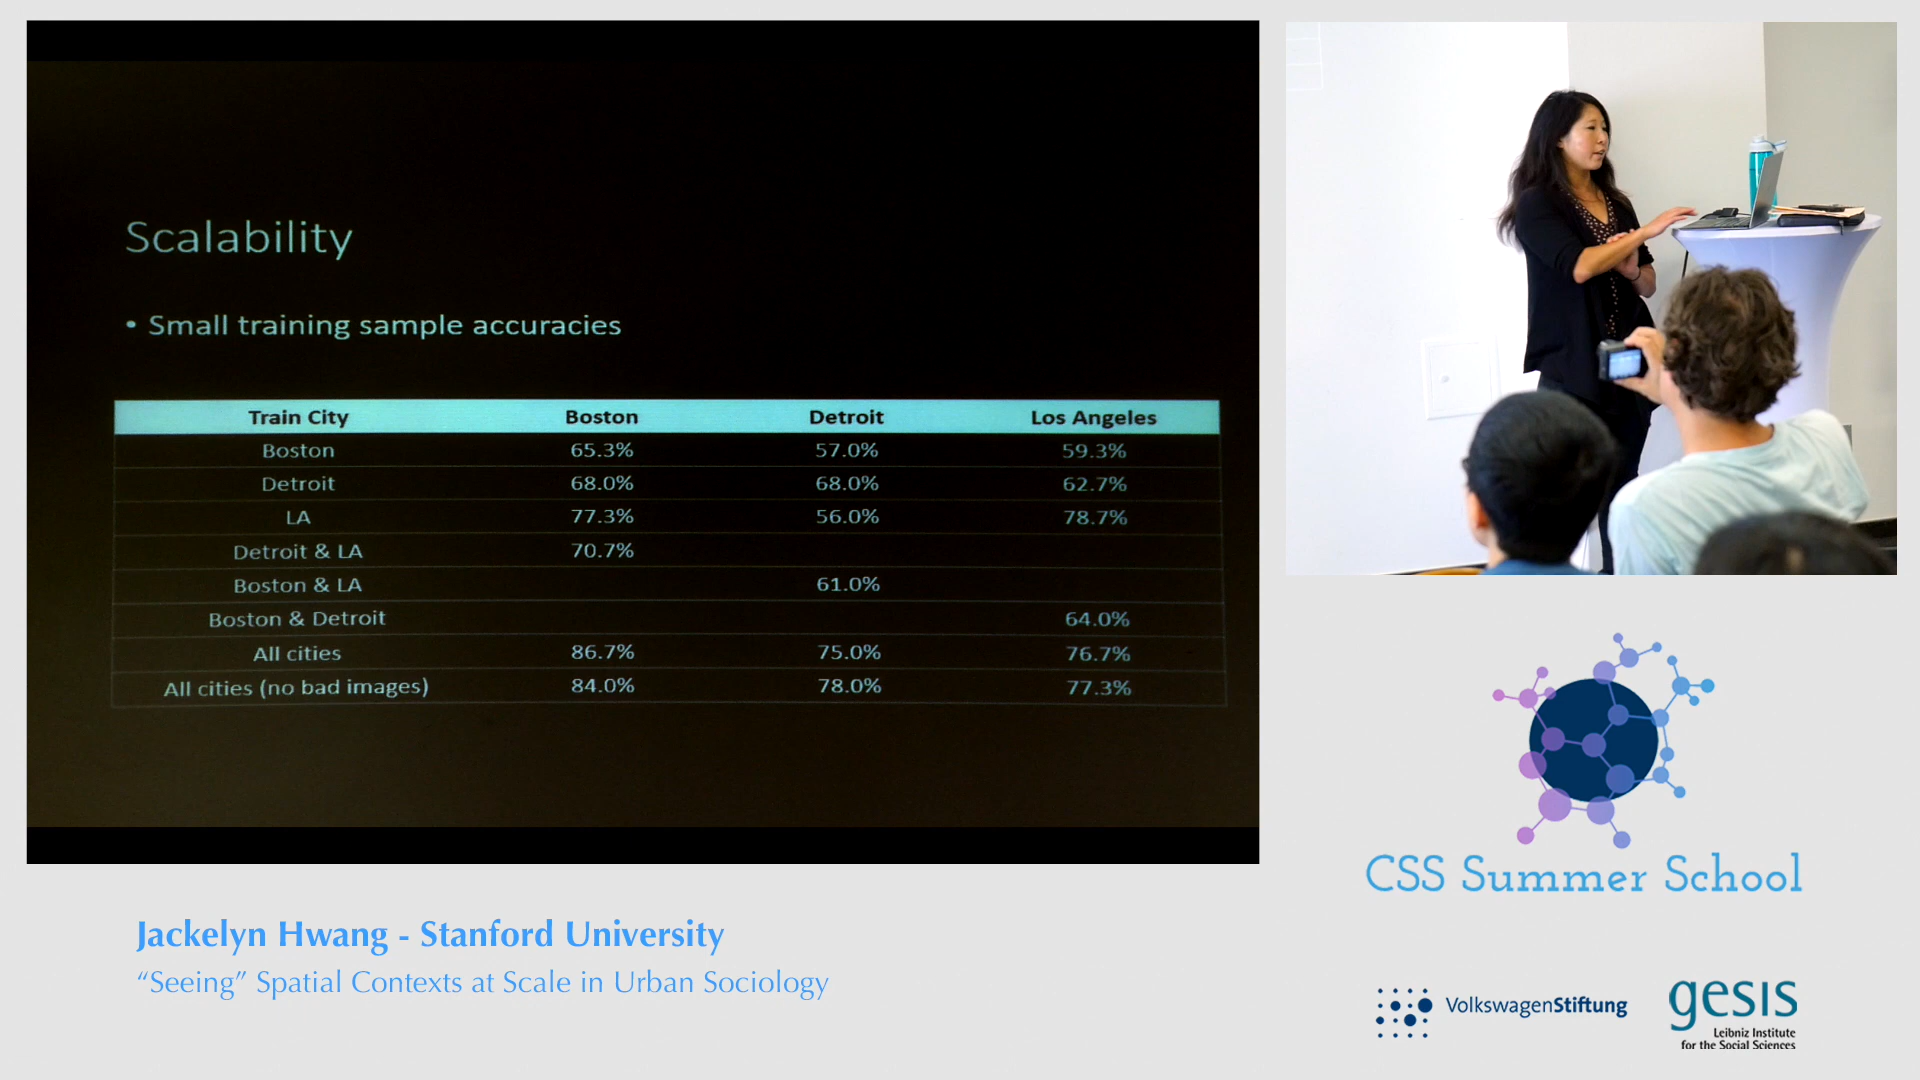 Scalability
• Small training sample accuracies
Train City Boston Detroit Los Angeles
Boston 65.3% 57.0% 59.3%
Detroit 68.0% 68.0% 62.7%
LA 77.3% 56.0% 78.7%
Detroit & LA 70.7%
Boston & LA 61.0%
Boston & Detroit 64.0%
All cities 86.7% 75.0% 76.7%
All cities (no bad images) 84.0% 78.0% 77.3%
Jackelyn Hwang - Stanford University
“Seeing” Spatial Contexts at Scale in Urban Sociology
CSS Summer School
VolkswagenStiftung
gesis
Leibniz Institute
for the Social Sciences